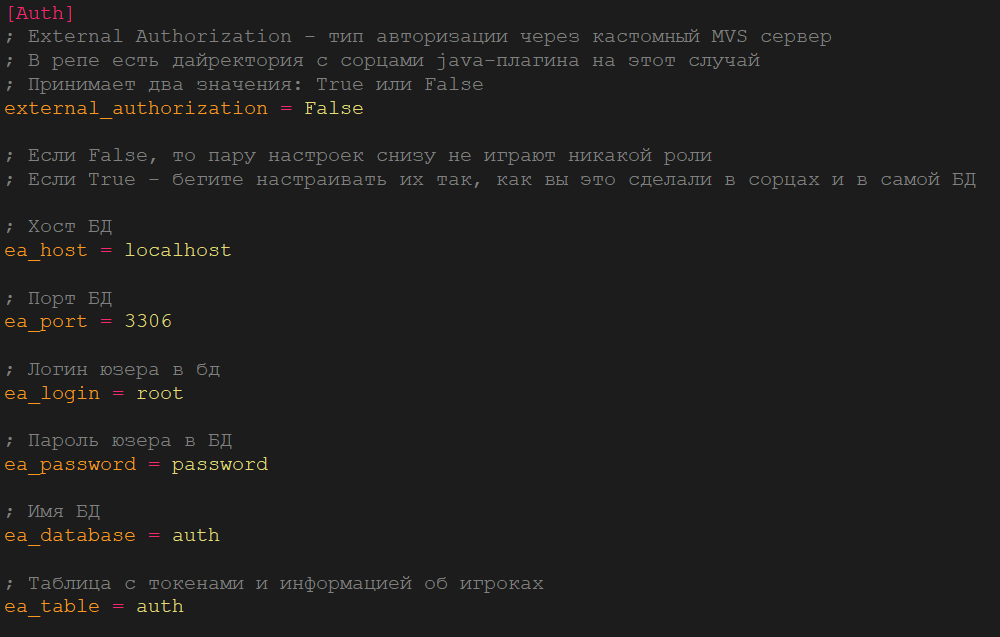 [Auth]
; External Authorization - тип авторизации через кастомный MVS сервер
; В репе есть дайректория с сорцами java-плагина на этот случай
; Принимает два значения: True или False
external_authorization = False
; Если False, то пару настроек снизу не играют никакой роли
; Если True - бегите настраивать их так, как вы это сделали в сорцах и в самой БД
; Хост БД
ea_host = localhost
; Порт БД
ea_port = 3306
; Логин юзера в бд
ea_login = root
; Пароль юзера в БД
ea_password = password
; Имя БД
ea_database = auth
; Таблица с токенами и информацией об игроках
ea_table = auth